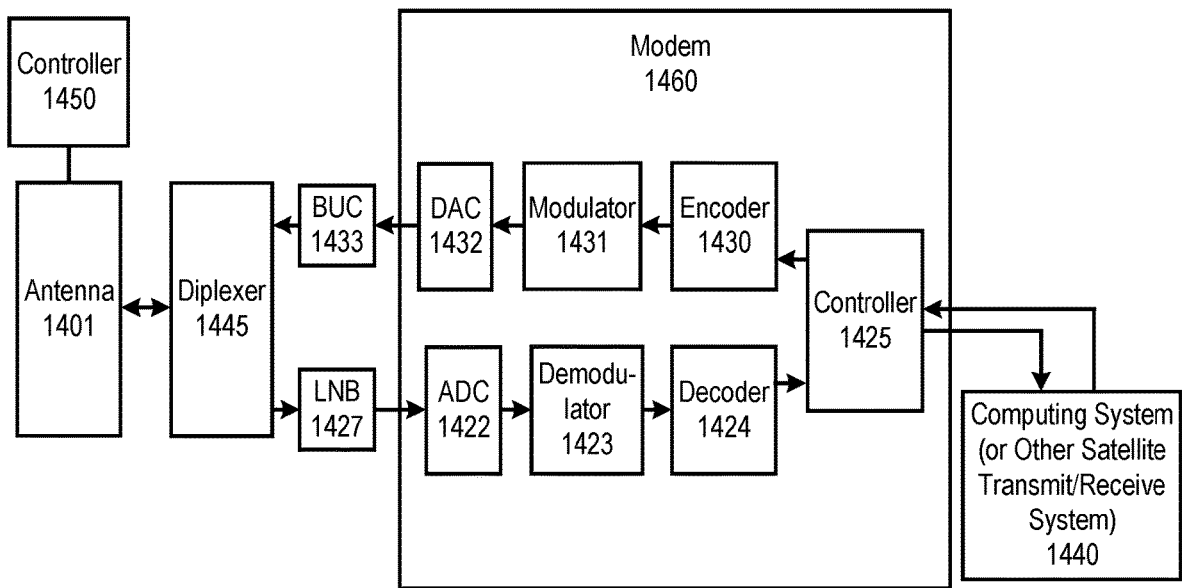 Controller
1450
Modem
1460
Antenna
1401
Diplexer
1445
BUC
1433
DAC
1432
Modulator
1431
Encoder
1430
Controller
1425
LNB
1427
ADC
1422
Demodu-
lator
1423
Decoder
1424
Computing System
(or Other Satellite
Transmit/Receive
System)
1440